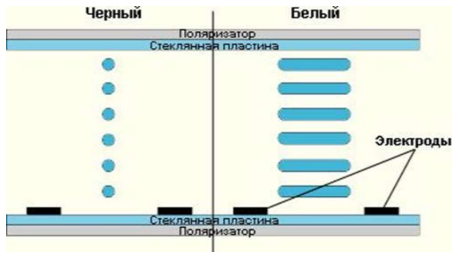 Черный
Белый
Поляризатор
Стеклянная пластина
Электроды
Стеклянная пластина
Поляризатор